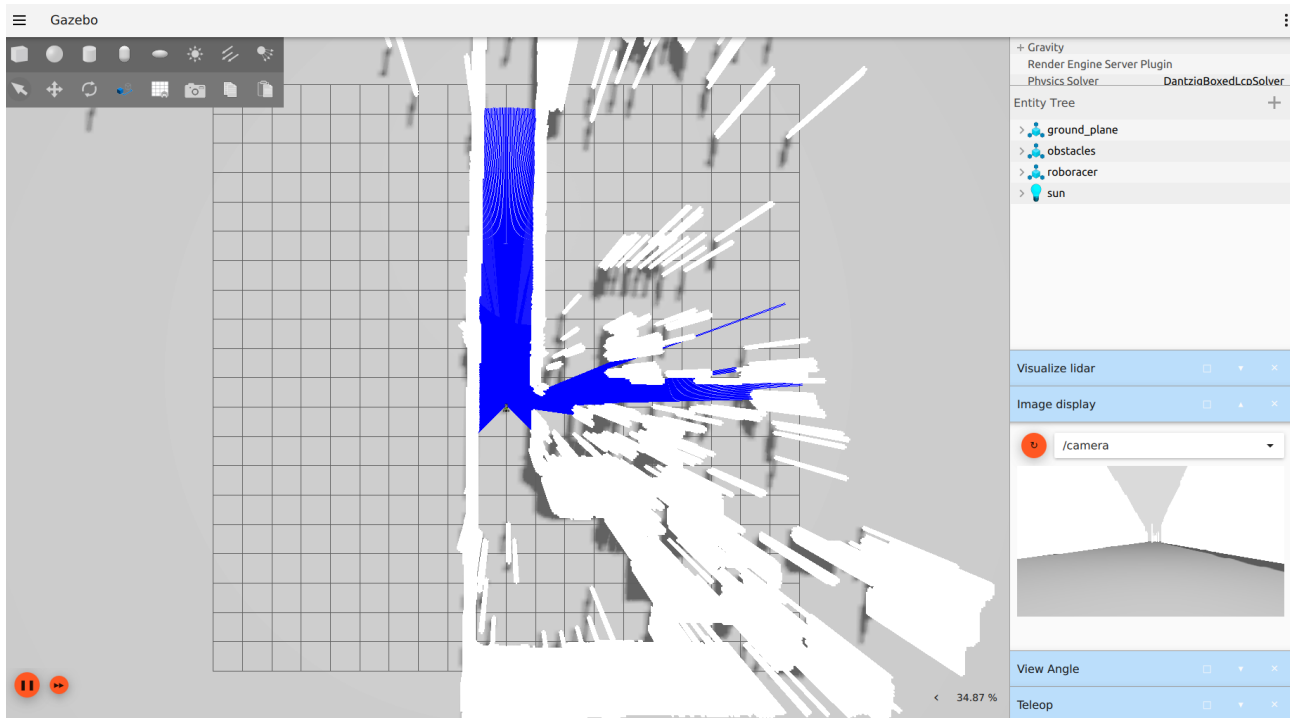 Gazebo
+ Gravity
Render Engine Server Plugin
Physics Solver DantzigBoxedLcpSolver
Entity Tree
ground_plane
obstacles
roboracer
sun
Visualize lidar
Image display
/camera
View Angle
Teleop
34.87 %